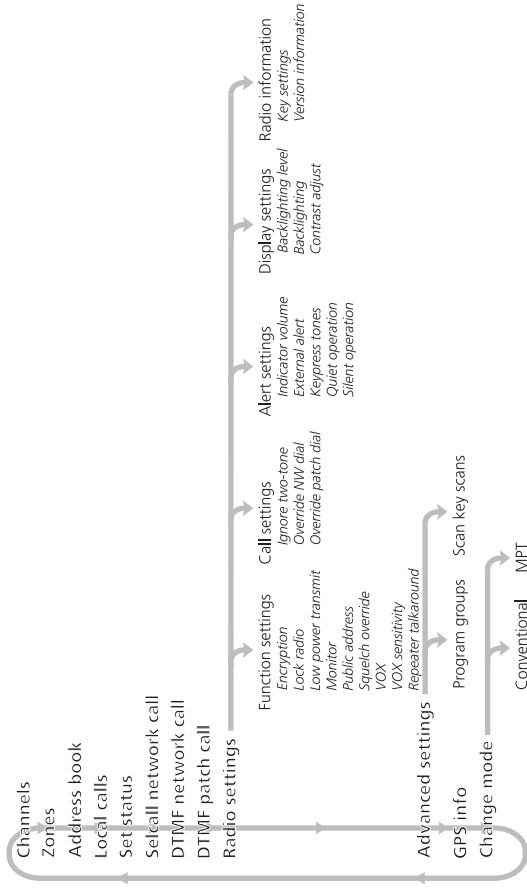 Channels
Zones
Address book
Local calls
Set status
Selcall network call
DTMF network call
DTMF patch call
Radio settings
Function settings
Encryption
Lock radio
Low power transmit
Monitor
Public address
Squelch override
VOX
VOX sensitivity
Repeater talkaround
Call settings
Ignore two-tone
Override NW dial
Override patch dial
Alert settings
Indicator volume
External alert
Keypress tones
Quiet operation
Silent operation
Display settings
Backlighting level
Backlighting
Contrast adjust
Radio information
Key settings
Version information
Advanced settings
Program groups
Scan key scans
GPS info
Change mode
Conventional
MPT